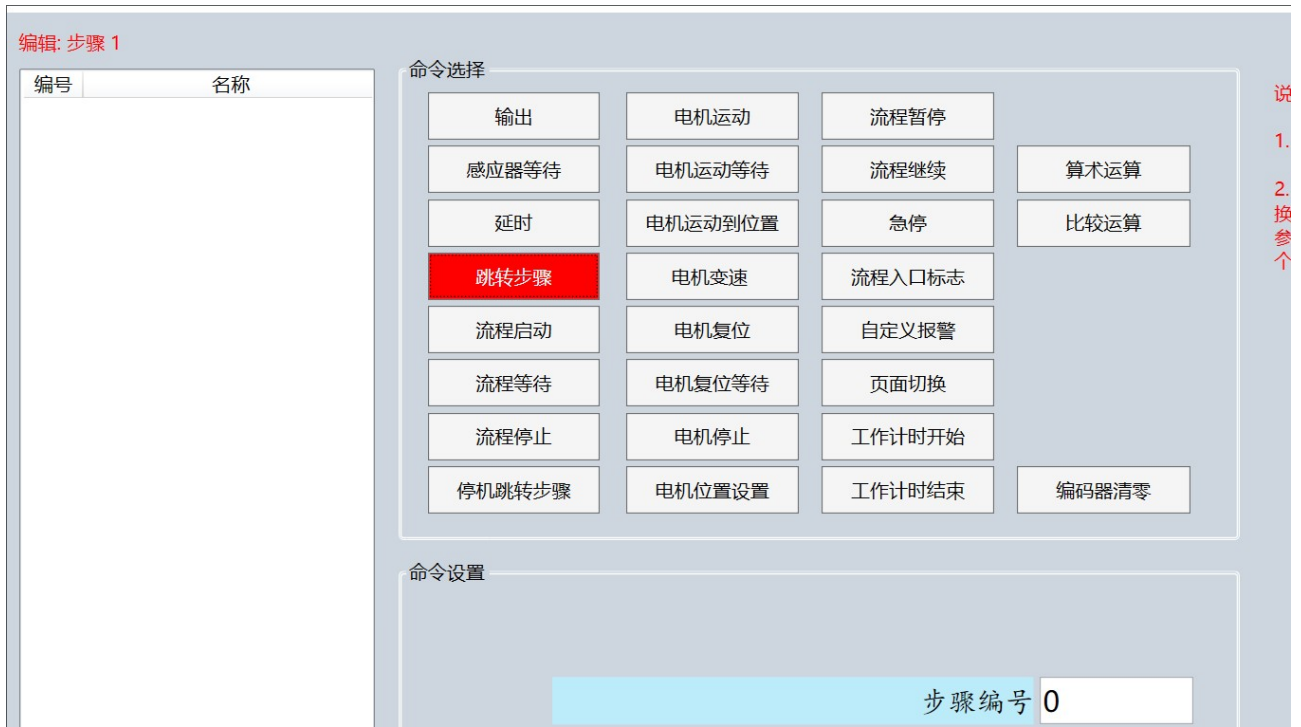 编辑: 步骤 1
编号 名称
命令选择
输出 电机运动 流程暂停
感应器等待 电机运动等待 流程继续 算术运算
延时 电机运动到位置 急停 比较运算
跳转步骤 电机变速 流程入口标志
流程启动 电机复位 自定义报警
流程等待 电机复位等待 页面切换
流程停止 电机停止 工作计时开始
停机跳转步骤 电机位置设置 工作计时结束 编码器清零
命令设置
步骤编号 0
说
1.
2.
换
参
个